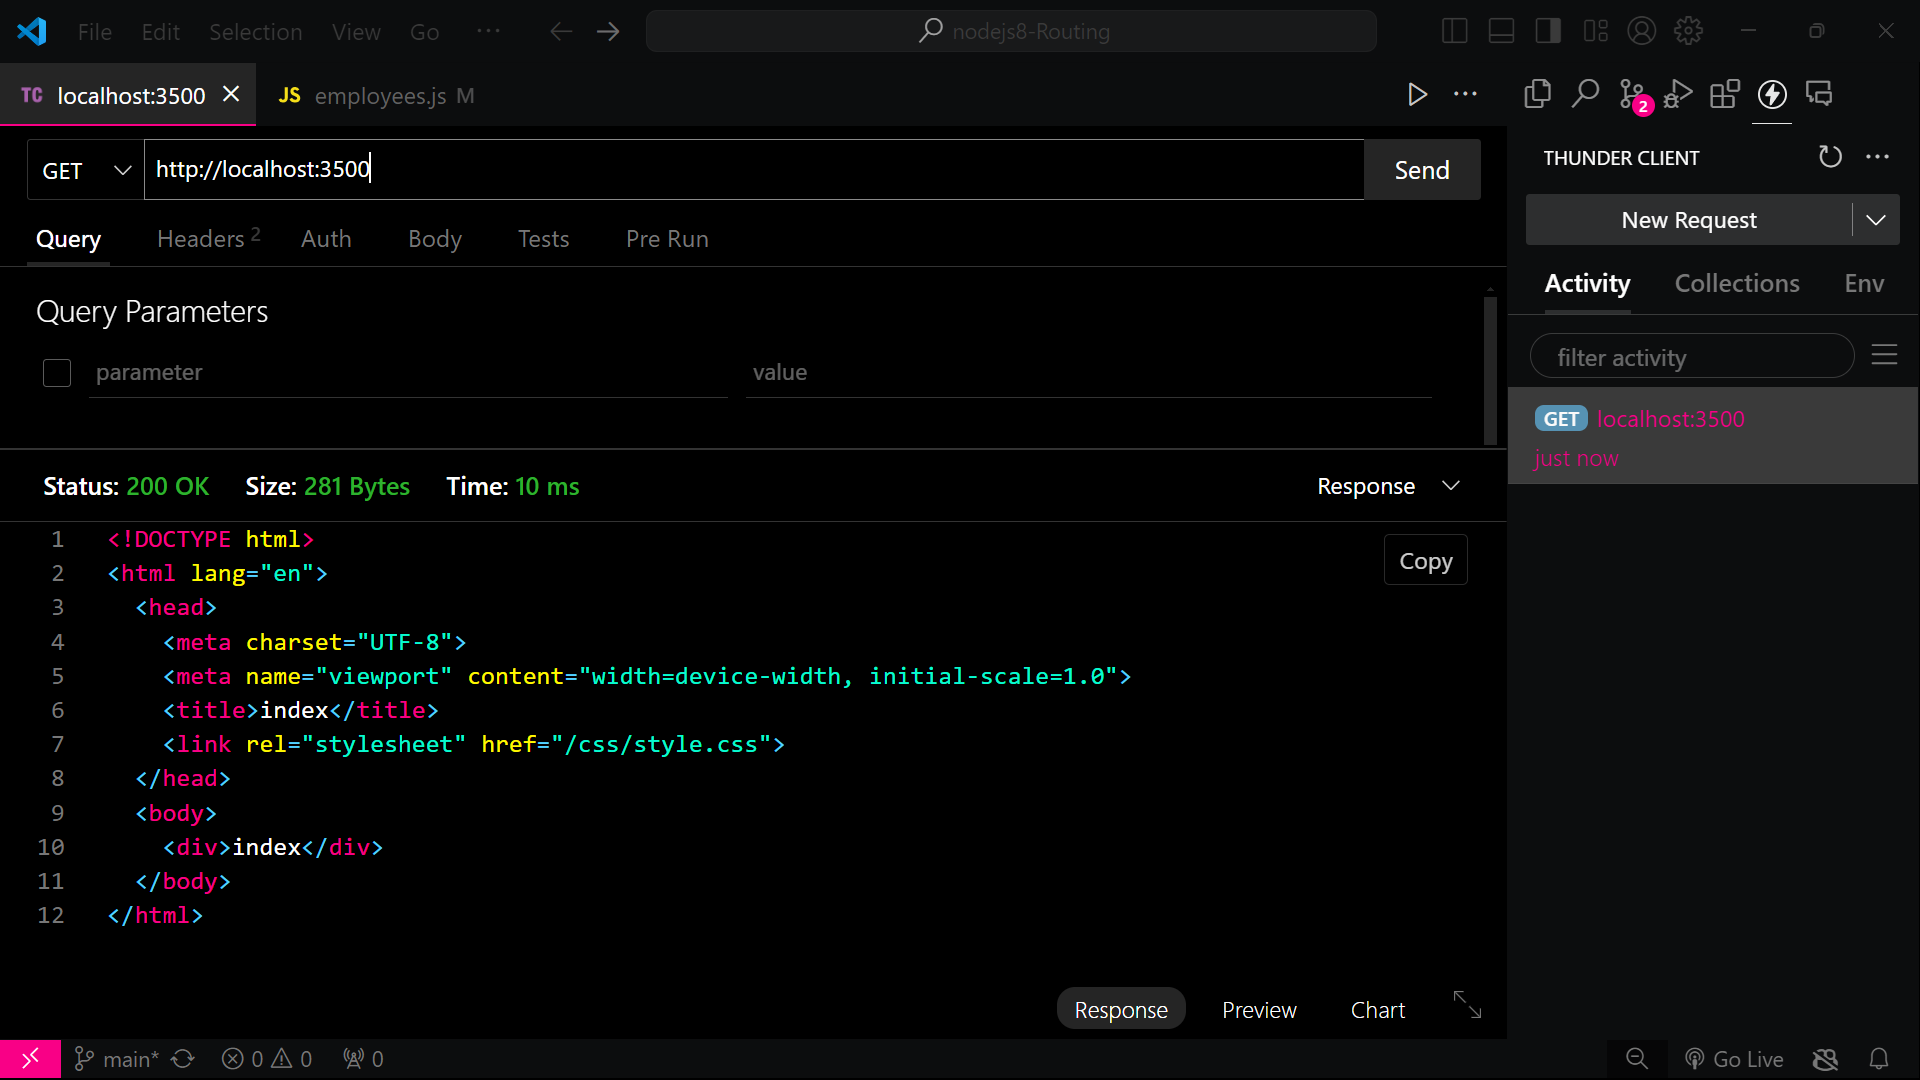 File Edit Selection View Go ··· nodejs8-Routing
TC localhost:3500 JS employees.js M
GET http://localhost:3500 Send
Query Headers 2 Auth Body Tests Pre Run
Query Parameters
parameter value
Status: 200 OK Size: 281 Bytes Time: 10 ms Response
1 <!DOCTYPE html>
2 <html lang="en">
3 <head>
4 <meta charset="UTF-8">
5 <meta name="viewport" content="width=device-width, initial-scale=1.0">
6 <title>index</title>
7 <link rel="stylesheet" href="/css/style.css">
8 </head>
9 <body>
10 <div>index</div>
11 </body>
12 </html>
Copy
Response Preview Chart
2
THUNDER CLIENT
New Request
Activity Collections Env
filter activity
GET localhost:3500
just now
main* 0 0 0 Go Live